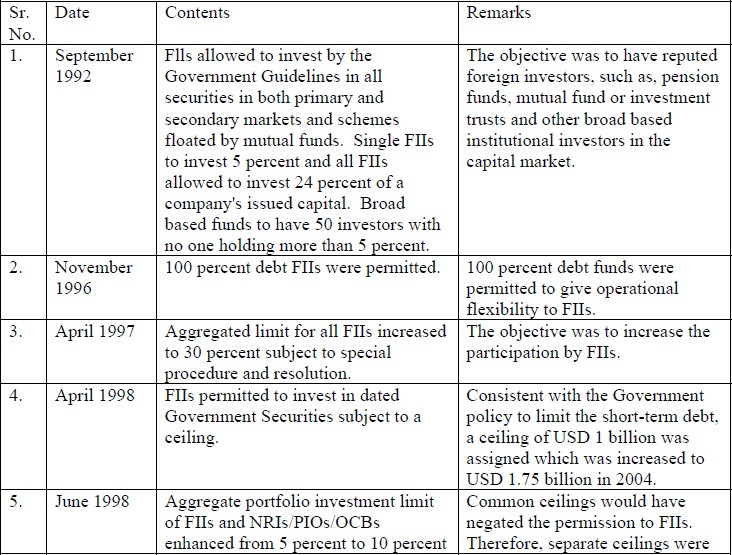 Sr. No. Date Contents Remarks
1. September 1992
FIIs allowed to invest by the
Government Guidelines in all
securities in both primary and
secondary markets and schemes
floated by mutual funds. Single FIIs
to invest 5 percent and all FIIs
allowed to invest 24 percent of a
company's issued capital. Broad
based funds to have 50 investors with
no one holding more than 5 percent.
The objective was to have reputed
foreign investors, such as, pension
funds, mutual fund or investment
trusts and other broad based
institutional investors in the
capital market.
2. November 1996
100 percent debt FIIs were permitted.
100 percent debt funds were
permitted to give operational
flexibility to FIIs.
3. April 1997
Aggregated limit for all FIIs increased
to 30 percent subject to special
procedure and resolution.
The objective was to increase the
participation by FIIs.
4. April 1998
FIIs permitted to invest in dated
Government Securities subject to a
ceiling.
Consistent with the Government
policy to limit the short-term debt,
a ceiling of USD 1 billion was
assigned which was increased to
USD 1.75 billion in 2004.
5. June 1998
Aggregate portfolio investment limit
of FIIs and NRIs/PIOs/OCBs
enhanced from 5 percent to 10 percent
Common ceilings would have
negated the permission to FIIs.
Therefore, separate ceilings were